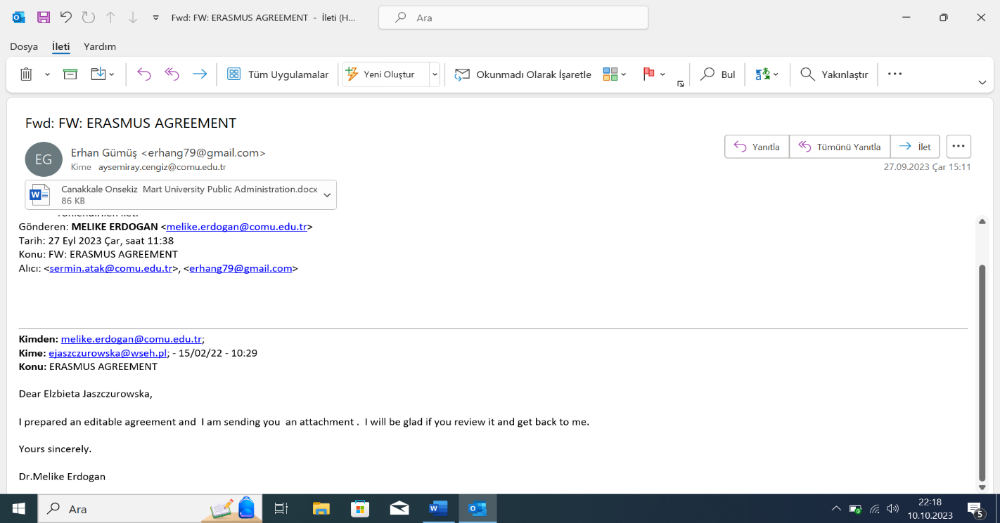 Fwd: FW: ERASMUS AGREEMENT - İleti (H...
Ara
Dosya İleti Yardım
Tüm Uygulamalar Yeni Oluştur Okunmadı Olarak İşaretle Bul Yakınlaştır
Fwd: FW: ERASMUS AGREEMENT
EG
Erhan Gümüş <erhang79@gmail.com>
Kime aysemiray.cengiz@comu.edu.tr
Yanıtla Tümünü Yanıtla İlet
27.09.2023 Çar 15:11
Canakkale Onsekiz  Mart University Public Administration.docx
86 KB
Gönderen: MELIKE ERDOGAN <melike.erdogan@comu.edu.tr>
Tarih: 27 Eyl 2023 Çar, saat 11:38
Konu: FW: ERASMUS AGREEMENT
Alıcı: <sermin.atak@comu.edu.tr>, <erhang79@gmail.com>
Kimden: melike.erdogan@comu.edu.tr;
Kime: ejaszczurowska@wseh.pl; - 15/02/22 - 10:29
Konu: ERASMUS AGREEMENT
Dear Elzbieta Jaszczurowska,
I prepared an editable agreement and  I am sending you  an attachment .  I will be glad if you review it and get back to me.
Yours sincerely.
Dr.Melike Erdogan
Ara
22:18
10.10.2023
5